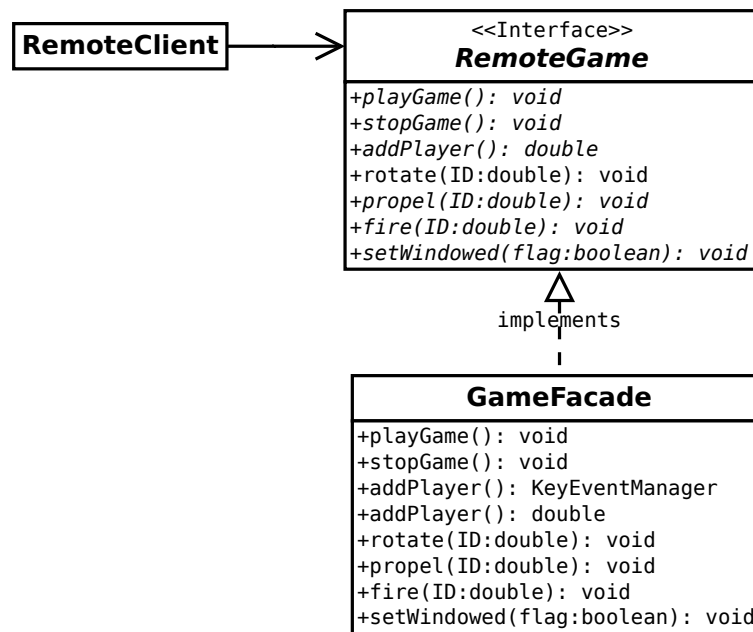 RemoteClient
<<Interface>>
RemoteGame
+playGame(): void
+stopGame(): void
+addPlayer(): double
+rotate(ID:double): void
+propel(ID:double): void
+fire(ID:double): void
+setWindowed(flag:boolean): void
implements
GameFacade
+playGame(): void
+stopGame(): void
+addPlayer(): KeyEventManager
+addPlayer(): double
+rotate(ID:double): void
+propel(ID:double): void
+fire(ID:double): void
+setWindowed(flag:boolean): void